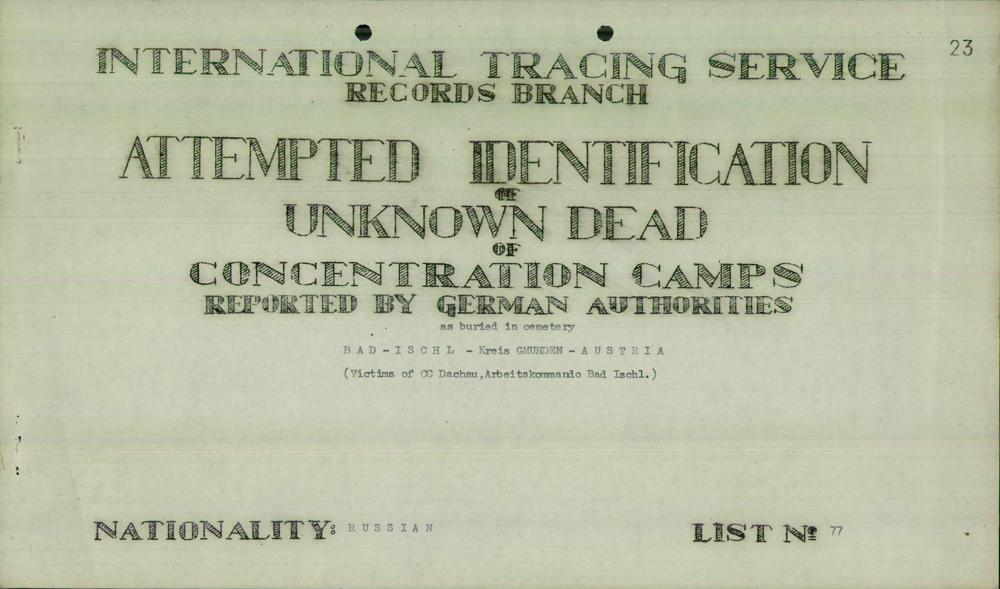 23
INTERNATIONAL TRACING SERVICE
RECORDS BRANCH
ATTEMPTED IDENTIFICATION
OF
UNKNOWN DEAD
OF
CONCENTRATION CAMPS
REPORTED BY GERMAN AUTHORITIES
as buried in cemetery
BAD-ISCHL - Kreis GMUNDEN - AUSTRIA
(Victims of CC Dachau, Arbeitskommando Bad Ischl.)
NATIONALITY: RUSSIAN LIST No 77